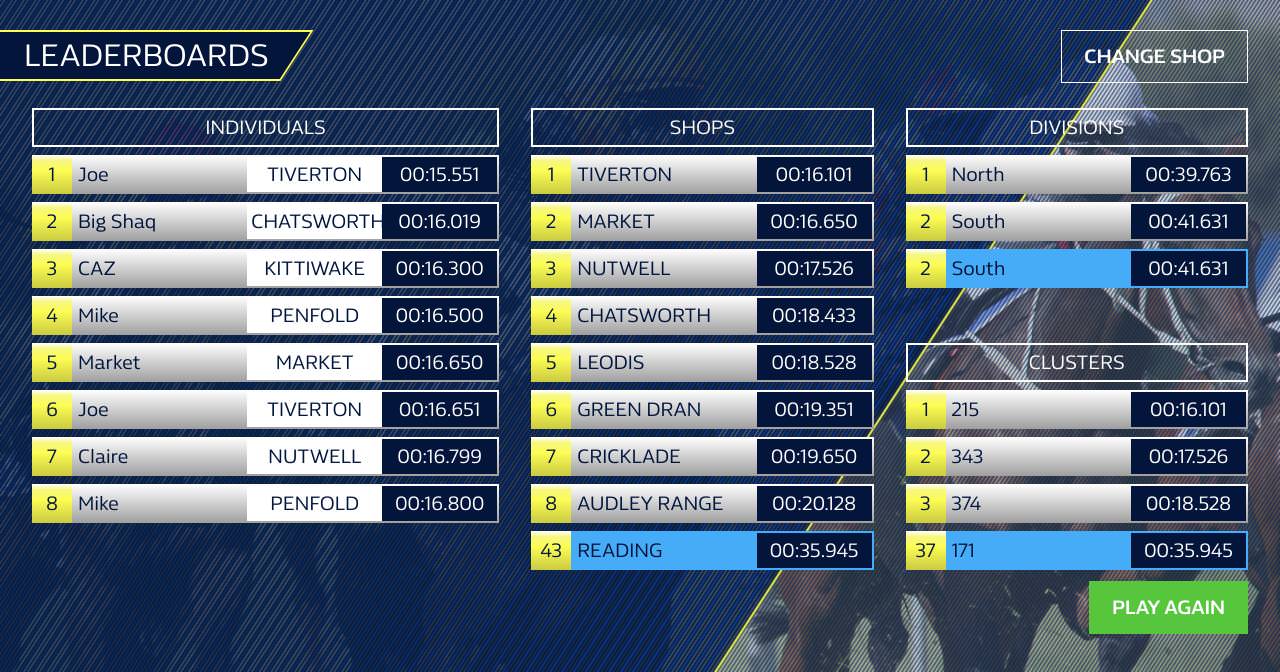 LEADERBOARDS
CHANGE SHOP
INDIVIDUALS
1 Joe TIVERTON 00:15.551
2 Big Shaq CHATSWORTH 00:16.019
3 CAZ KITTIWAKE 00:16.300
4 Mike PENFOLD 00:16.500
5 Market MARKET 00:16.650
6 Joe TIVERTON 00:16.651
7 Claire NUTWELL 00:16.799
8 Mike PENFOLD 00:16.800
SHOPS
1 TIVERTON 00:16.101
2 MARKET 00:16.650
3 NUTWELL 00:17.526
4 CHATSWORTH 00:18.433
5 LEODIS 00:18.528
6 GREEN DRAN 00:19.351
7 CRICKLADE 00:19.650
8 AUDLEY RANGE 00:20.128
43 READING 00:35.945
DIVISIONS
1 North 00:39.763
2 South 00:41.631
2 South 00:41.631
CLUSTERS
1 215 00:16.101
2 343 00:17.526
3 374 00:18.528
37 171 00:35.945
PLAY AGAIN